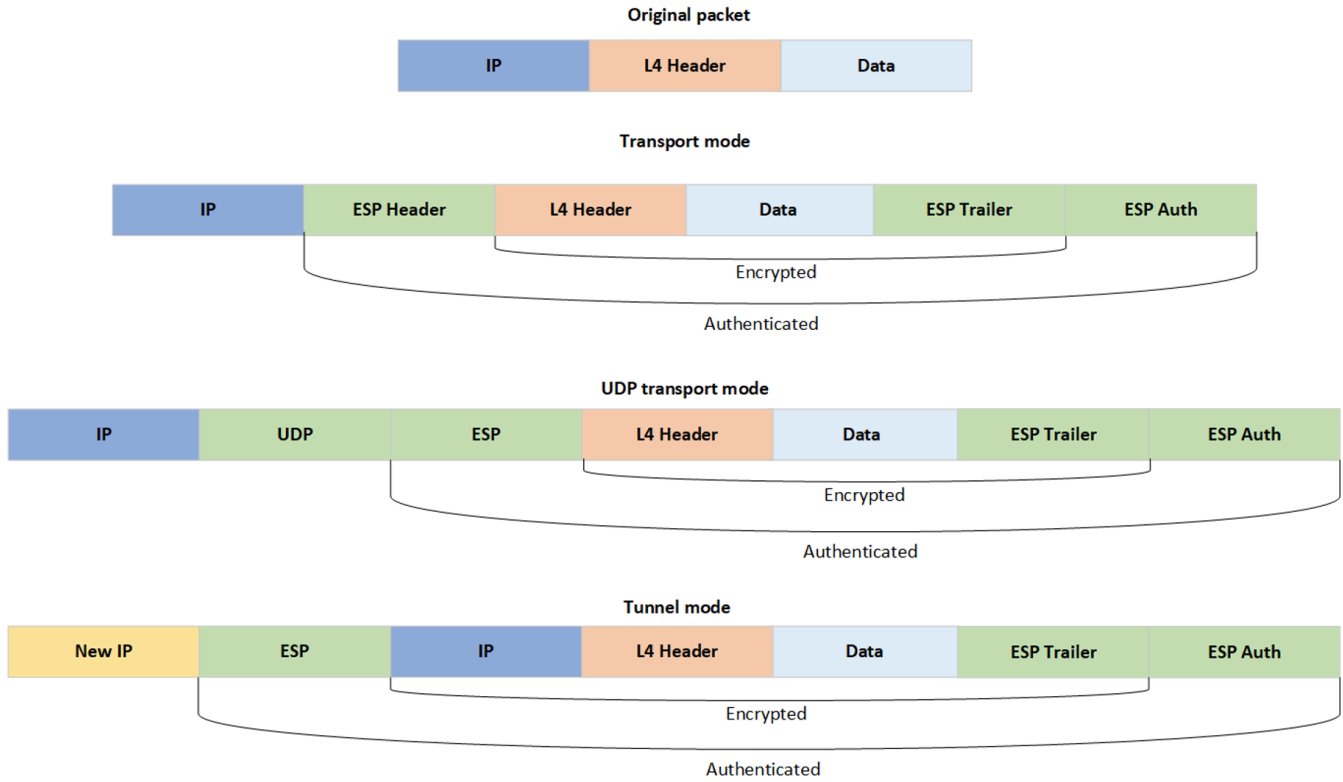 Original packet
IP L4 Header Data
Transport mode
IP ESP Header L4 Header Data ESP Trailer ESP Auth
Encrypted
Authenticated
UDP transport mode
IP UDP ESP L4 Header Data ESP Trailer ESP Auth
Encrypted
Authenticated
Tunnel mode
New IP ESP IP L4 Header Data ESP Trailer ESP Auth
Encrypted
Authenticated